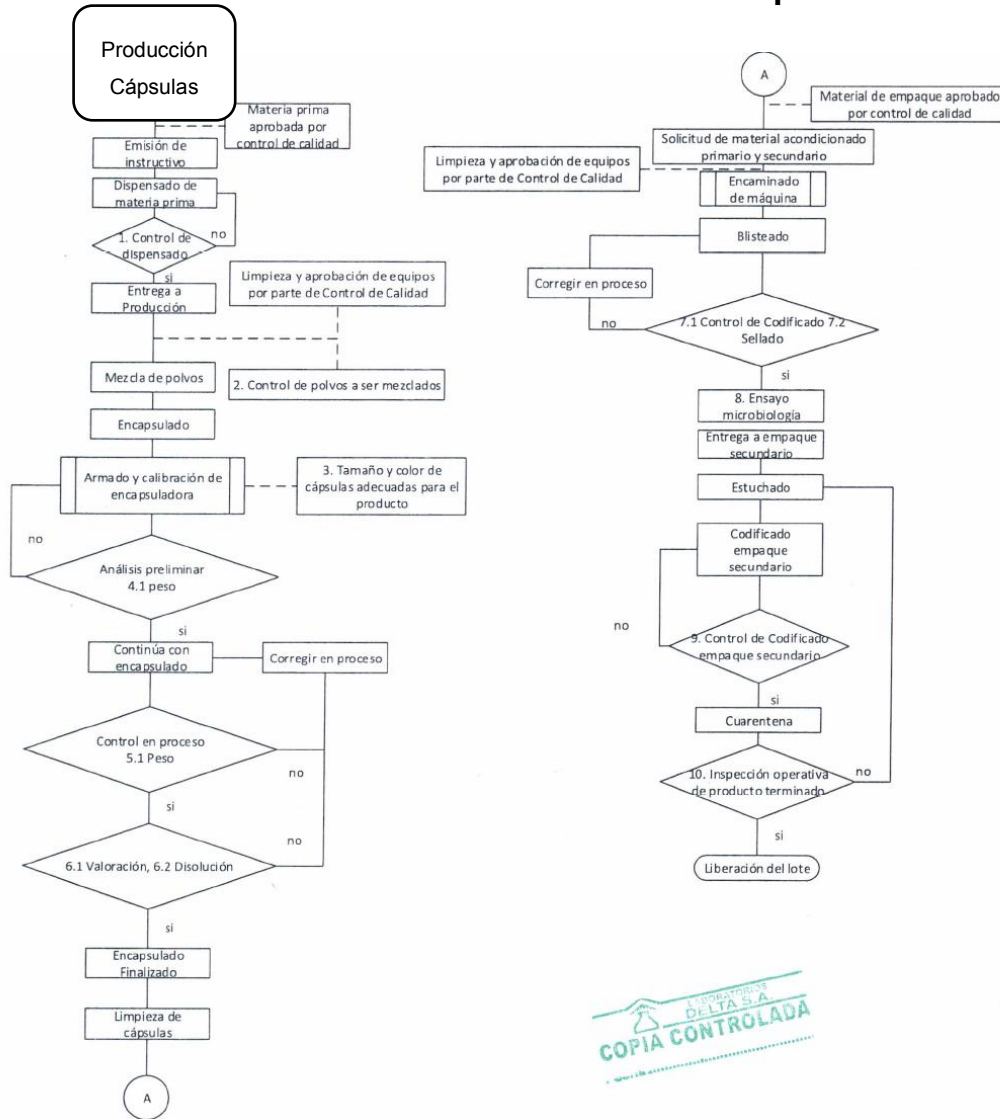 Producción
Cápsulas
Materia prima
aprobada por
control de calidad
Emisión de
instructivo
Dispensado de
materia prima
no
1. Control de
dispensado
si
Entrega a
Producción
Limpieza y aprobación de equipos
por parte de Control de Calidad
Mezcla de polvos
2. Control de polvos a ser mezclados
Encapsulado
Armado y calibración de
encapsuladora
3. Tamaño y color de
cápsulas adecuadas para el
producto
no
Análisis preliminar
4.1 peso
si
Continúa con
encapsulado
Corregir en proceso
Control en proceso
5.1 Peso
no
si
no
6.1 Valoración, 6.2 Disolución
si
Encapsulado
Finalizado
Limpieza de
cápsulas
A
A
Material de empaque aprobado
por control de calidad
Solicitud de material acondicionado
primario y secundario
Limpieza y aprobación de equipos
por parte de Control de Calidad
Encaminado
de máquina
Blisteado
Corregir en proceso
no
7.1 Control de Codificado 7.2
Sellado
si
8. Ensayo
microbiología
Entrega a empaque
secundario
Estuchado
Codificado
empaque
secundario
no
9. Control de Codificado
empaque secundario
si
Cuarentena
10. Inspección operativa
de producto terminado
no
si
Liberación del lote
LABORATORIOS
DELTA S.A.
COPIA CONTROLADA